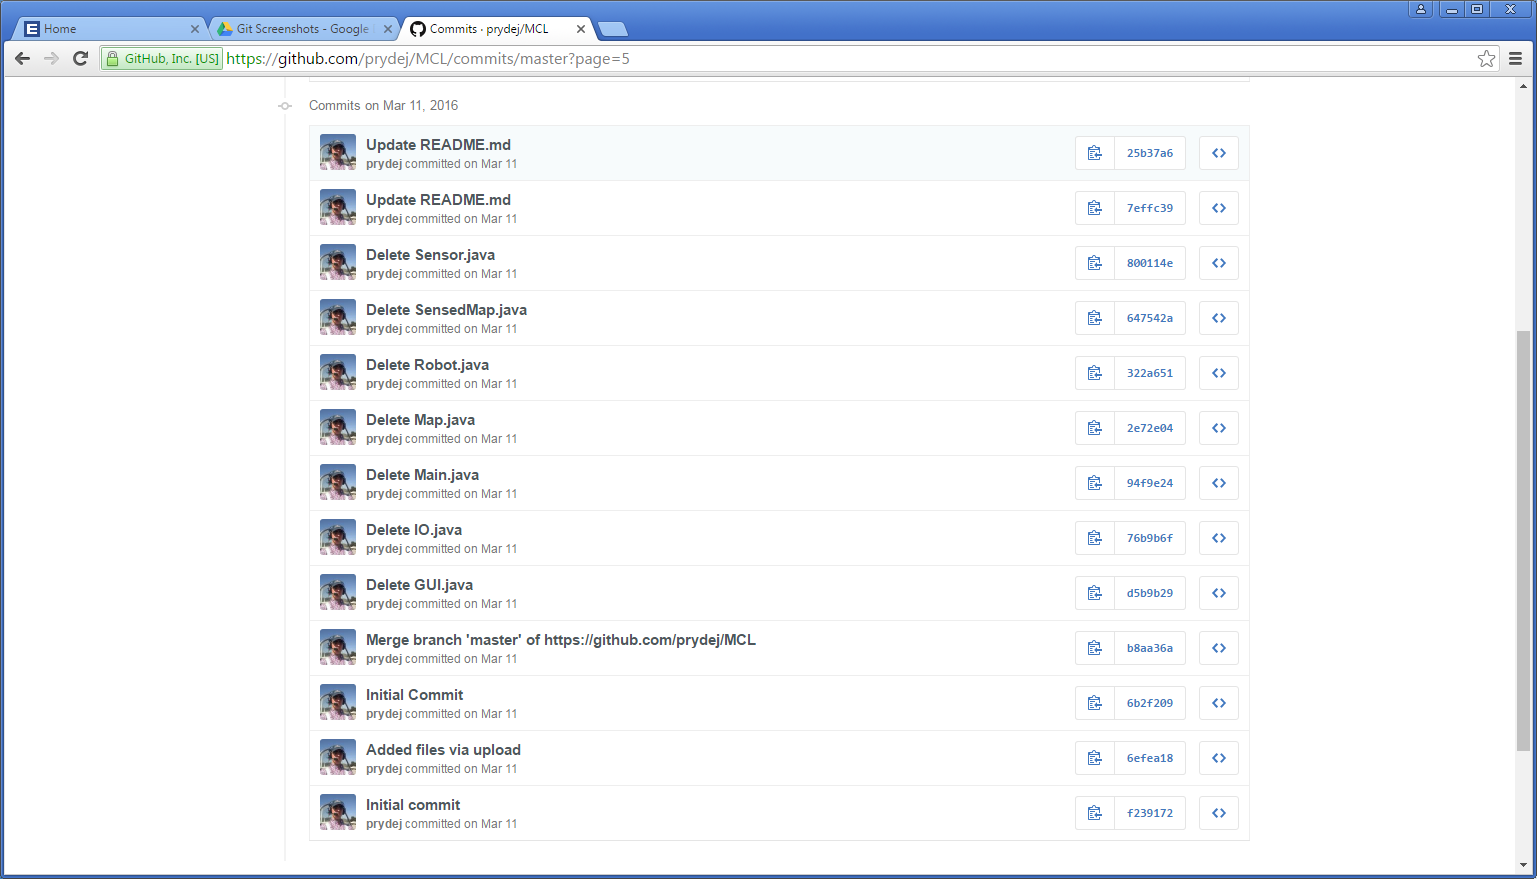 Home
Git Screenshots - Google
Commits · prydej/MCL
GitHub, Inc. [US] https://github.com/prydej/MCL/commits/master?page=5
Commits on Mar 11, 2016
Update README.md
prydej committed on Mar 11
25b37a6
Update README.md
prydej committed on Mar 11
7effc39
Delete Sensor.java
prydej committed on Mar 11
800114e
Delete SensedMap.java
prydej committed on Mar 11
647542a
Delete Robot.java
prydej committed on Mar 11
322a651
Delete Map.java
prydej committed on Mar 11
2e72e04
Delete Main.java
prydej committed on Mar 11
94f9e24
Delete IO.java
prydej committed on Mar 11
76b9b6f
Delete GUI.java
prydej committed on Mar 11
d5b9b29
Merge branch 'master' of https://github.com/prydej/MCL
prydej committed on Mar 11
b8aa36a
Initial Commit
prydej committed on Mar 11
6b2f209
Added files via upload
prydej committed on Mar 11
6efea18
Initial commit
prydej committed on Mar 11
f239172